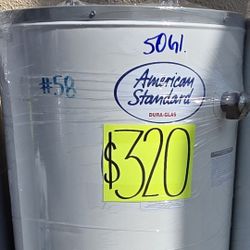 50Gl.
#58
American
Standard
DURA-GLAS
$320